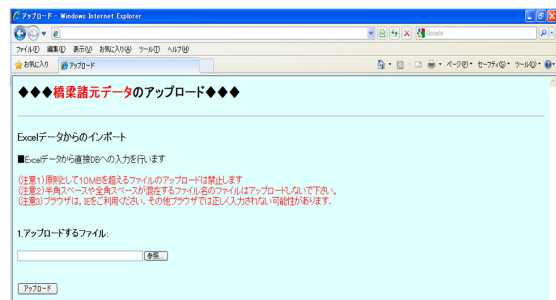 アップロード - Windows Internet Explorer
Google
ファイル(F) 編集(E) 表示(V) お気に入り(A) ツール(T) ヘルプ(H)
お気に入り アップロード ページ(P) セーフティ(S) ツール(O)
◆◆◆橋梁諸元データのアップロード◆◆◆
Excelデータからのインポート
■Excelデータから直接DBへの入力を行います
(注意1)原則として10MBを超えるファイルのアップロードは禁止します
(注意2)半角スペースや全角スペースが混在するファイル名のファイルはアップロードしないで下さい。
(注意3)ブラウザは、IEをご利用ください。その他ブラウザでは正しく入力されない可能性があります.
1.アップロードするファイル:
参照...
アップロード